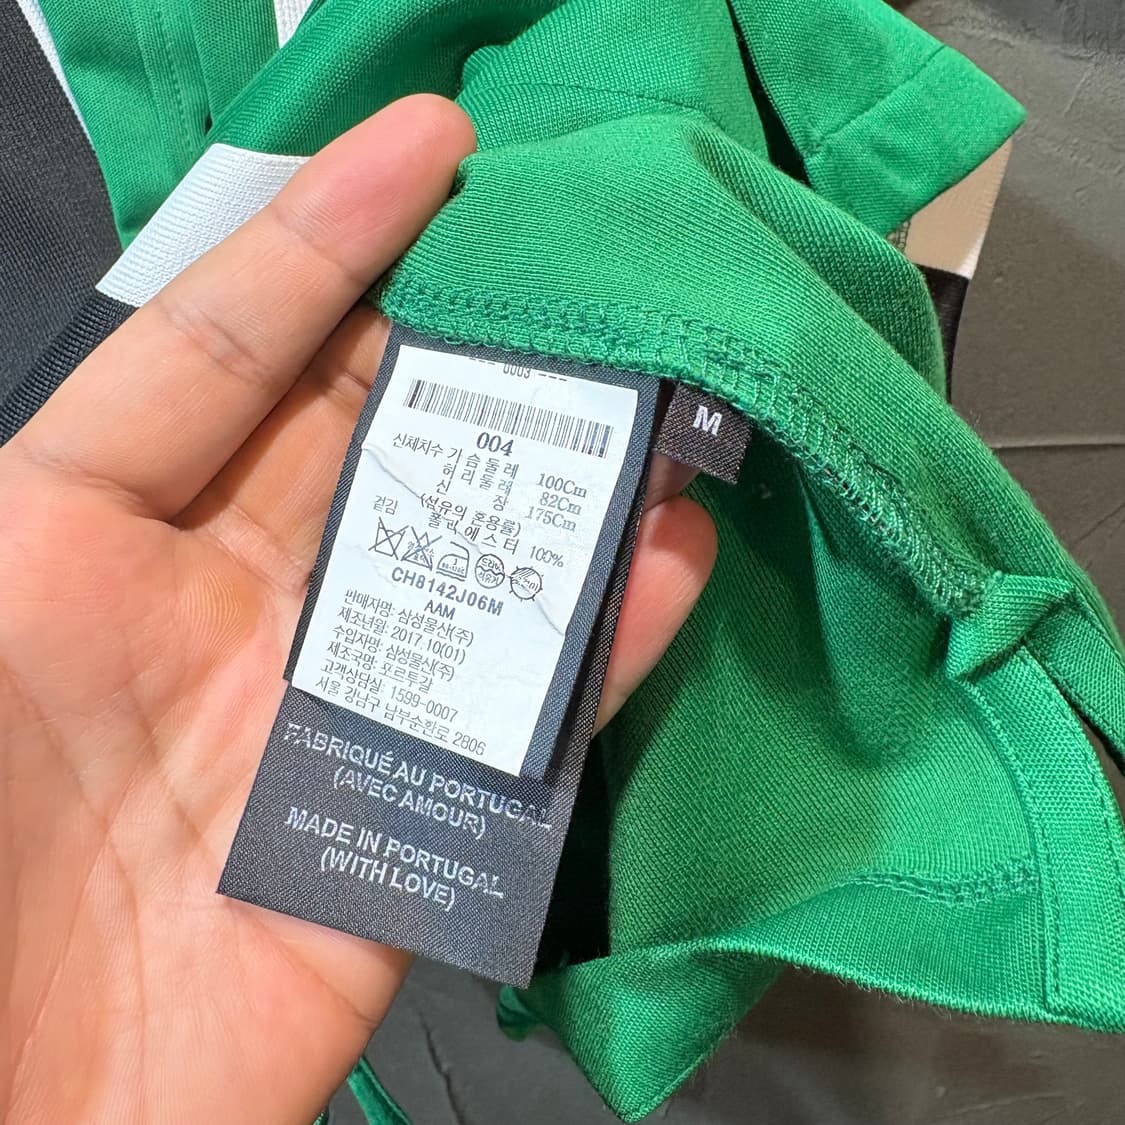 --- 0003 ---
004
신체치수 가 슴 둘 레 100Cm
허 리 둘 레 82Cm
신 장 175Cm
(섬유의 혼용률)
겉감 폴리에스터 100%
CH8142J06M
AAM
판매자명: 삼성물산(주)
제조년월: 2017.10(01)
수입자명: 삼성물산(주)
제조국명: 포르투갈
고객상담실: 1599-0007
서울 강남구 남부순환로 2806
FABRIQUÉ AU PORTUGAL
(AVEC AMOUR)
MADE IN PORTUGAL
(WITH LOVE)
M